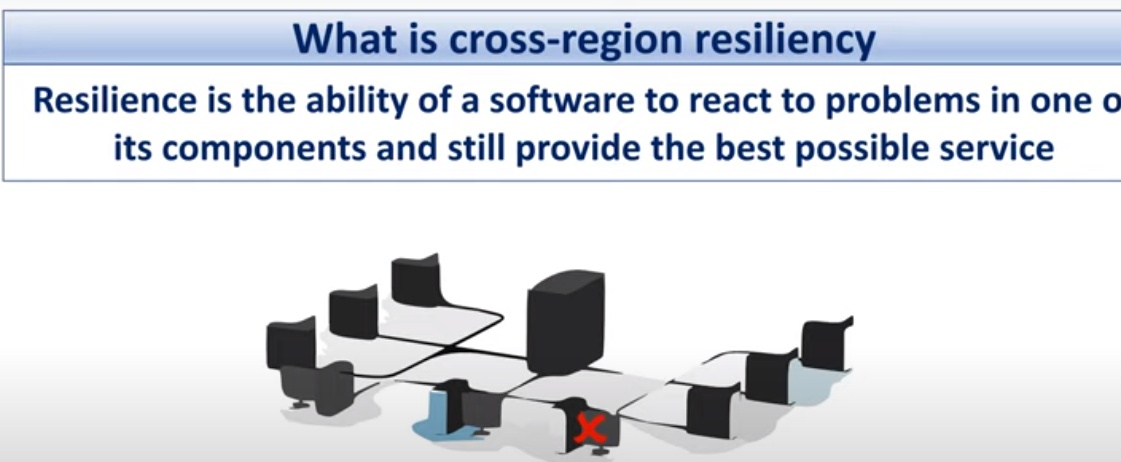 What is cross-region resiliency
Resilience is the ability of a software to react to problems in one o
its components and still provide the best possible service